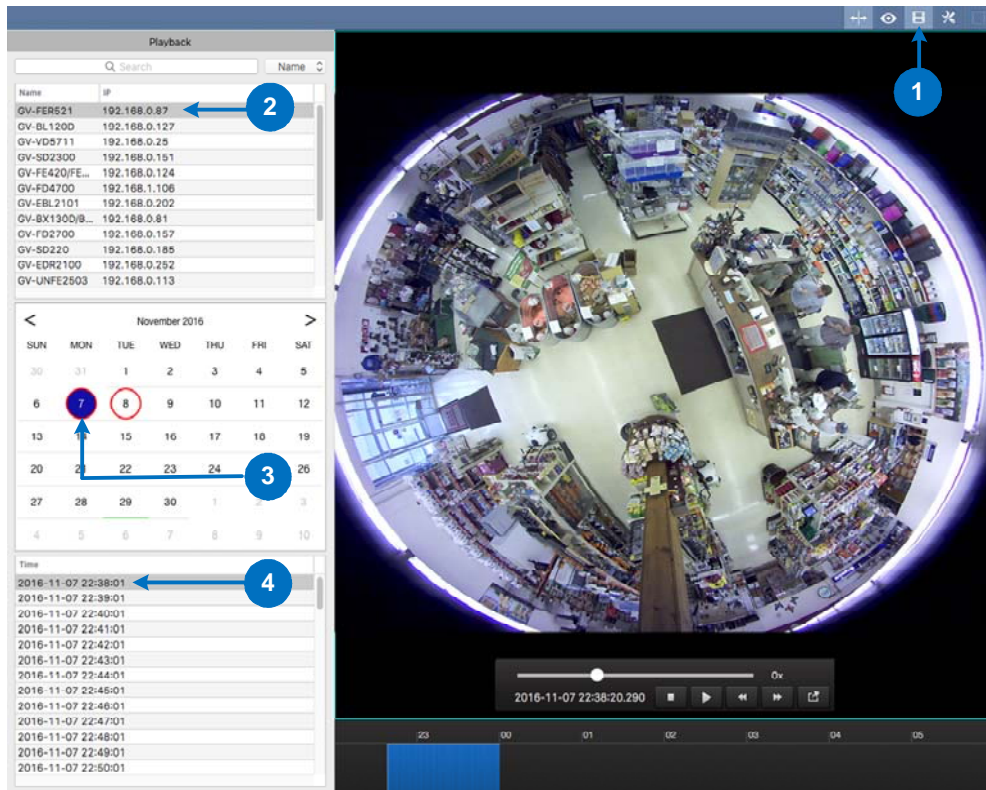 1
Playback
Search
Name
Name IP
GV-FER521 192.168.0.87
2
GV-BL120D 192.168.0.127
GV-VD5711 192.168.0.25
GV-SD2300 192.168.0.151
GV-FE420/FE... 192.168.0.124
GV-FD4700 192.168.1.106
GV-EBL2101 192.168.0.202
GV-BX130D/B... 192.168.0.81
GV-FD2700 192.168.0.157
GV-SD220 192.168.0.185
GV-EDR2100 192.168.0.252
GV-UNFE2503 192.168.0.113
< November 2016 >
SUN MON TUE WED THU FRI SAT
30 31 1 2 3 4 5
6 7 8 9 10 11 12
13 14 15 16 17 18 19
20 21 22 23 24 26
3
27 28 29 30 1 2 3
4 5 6 7 8 9 10
Time
2016-11-07 22:38:01
4
2016-11-07 22:39:01
2016-11-07 22:40:01
2016-11-07 22:41:01
2016-11-07 22:42:01
2016-11-07 22:43:01
2016-11-07 22:44:01
2016-11-07 22:45:01
2016-11-07 22:46:01
2016-11-07 22:47:01
2016-11-07 22:48:01
2016-11-07 22:49:01
2016-11-07 22:50:01
0x
2016-11-07 22:38:20.290
23 00 01 02 03 04 05